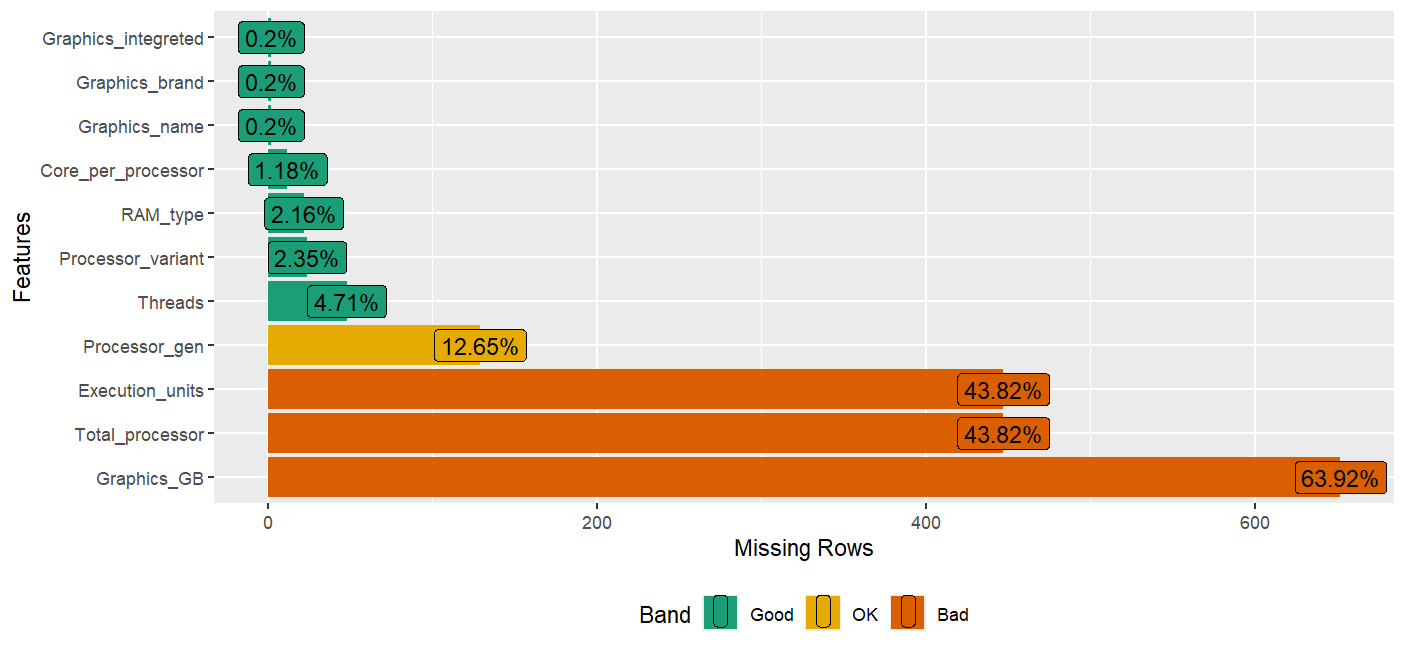 Graphics_integreted 0.2%
Graphics_brand 0.2%
Graphics_name 0.2%
Core_per_processor 1.18%
RAM_type 2.16%
Processor_variant 2.35%
Threads 4.71%
Processor_gen 12.65%
Execution_units 43.82%
Total_processor 43.82%
Graphics_GB 63.92%
Features
0 200 400 600
Missing Rows
Band Good OK Bad